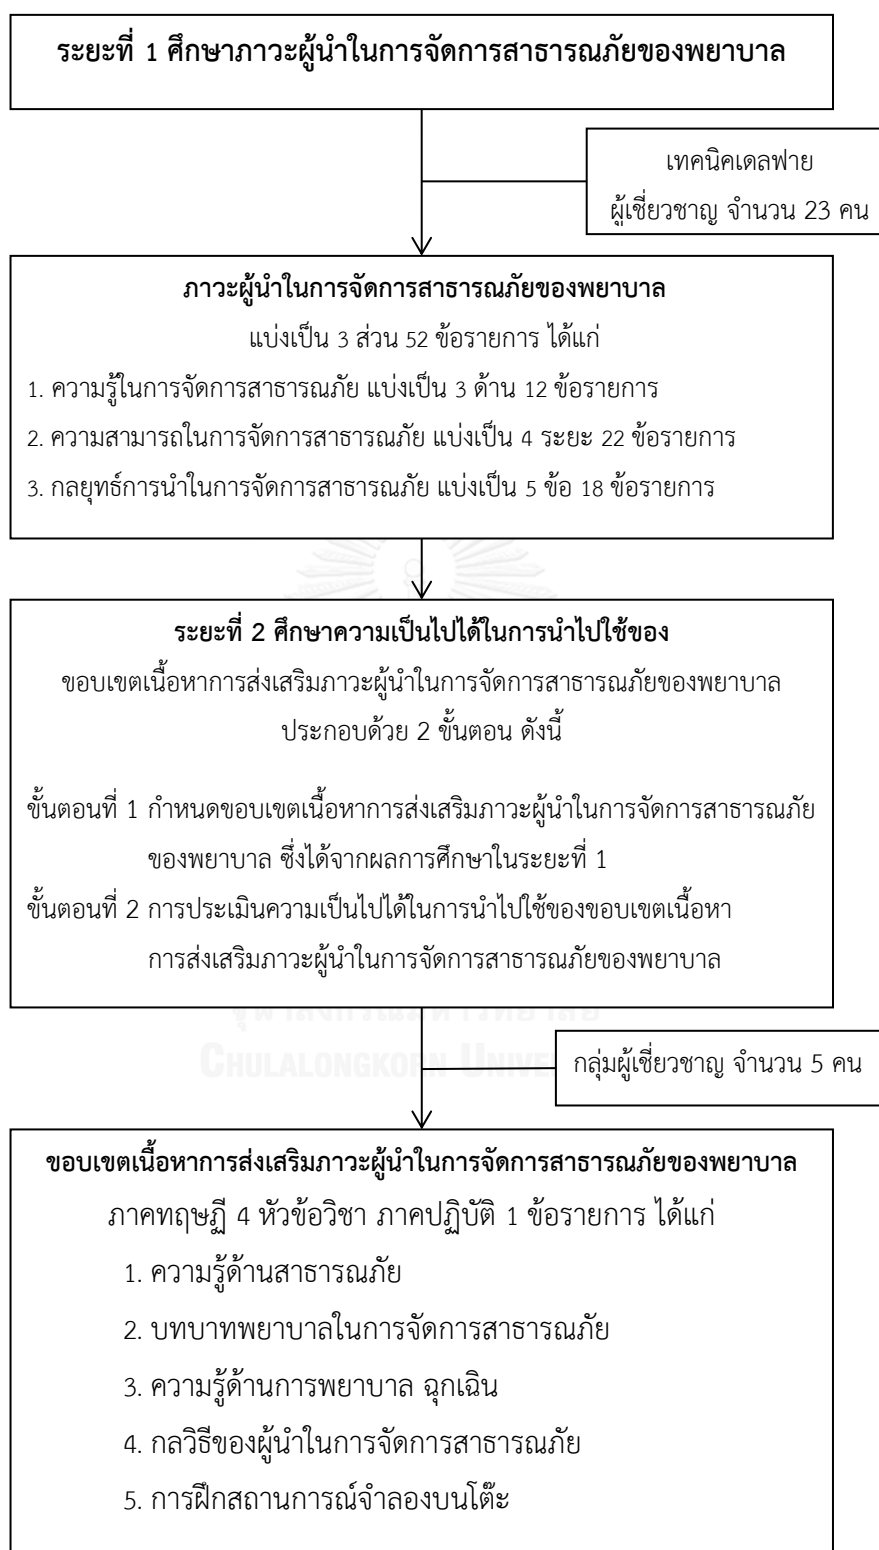 ระยะที่ 1 ศึกษาภาวะผู้นำในการจัดการสาธารณภัยของพยาบาล
เทคนิคเดลฟาย
ผู้เชี่ยวชาญ จำนวน 23 คน
ภาวะผู้นำในการจัดการสาธารณภัยของพยาบาล
แบ่งเป็น 3 ส่วน 52 ข้อรายการ ได้แก่
1. ความรู้ในการจัดการสาธารณภัย แบ่งเป็น 3 ด้าน 12 ข้อรายการ
2. ความสามารถในการจัดการสาธารณภัย แบ่งเป็น 4 ระยะ 22 ข้อรายการ
3. กลยุทธ์การนำในการจัดการสาธารณภัย แบ่งเป็น 5 ข้อ 18 ข้อรายการ
ระยะที่ 2 ศึกษาความเป็นไปได้ในการนำไปใช้ของ
ขอบเขตเนื้อหาการส่งเสริมภาวะผู้นำในการจัดการสาธารณภัยของพยาบาล
ประกอบด้วย 2 ขั้นตอน ดังนี้
ขั้นตอนที่ 1 กำหนดขอบเขตเนื้อหาการส่งเสริมภาวะผู้นำในการจัดการสาธารณภัย
ของพยาบาล ซึ่งได้จากผลการศึกษาในระยะที่ 1
ขั้นตอนที่ 2 การประเมินความเป็นไปได้ในการนำไปใช้ของขอบเขตเนื้อหา
การส่งเสริมภาวะผู้นำในการจัดการสาธารณภัยของพยาบาล
จุฬาลงกรณ์มหาวิทยาลัย
CHULALONGKORN
กลุ่มผู้เชี่ยวชาญ จำนวน 5 คน
ขอบเขตเนื้อหาการส่งเสริมภาวะผู้นำในการจัดการสาธารณภัยของพยาบาล
ภาคทฤษฏี 4 หัวข้อวิชา ภาคปฏิบัติ 1 ข้อรายการ ได้แก่
1. ความรู้ด้านสาธารณภัย
2. บทบาทพยาบาลในการจัดการสาธารณภัย
3. ความรู้ด้านการพยาบาล ฉุกเฉิน
4. กลวิธีของผู้นำในการจัดการสาธารณภัย
5. การฝึกสถานการณ์จำลองบนโต๊ะ